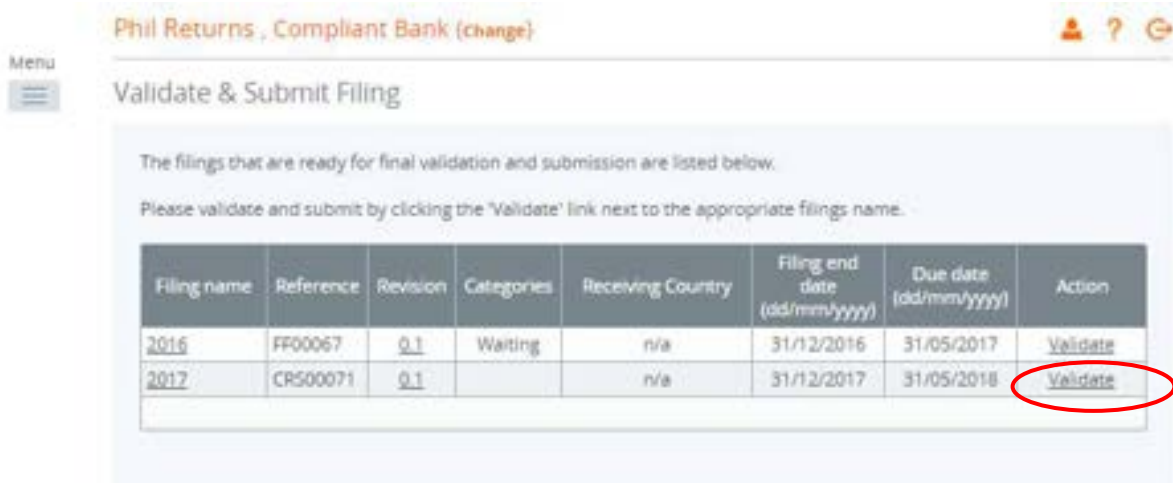 Phil Returns , Compliant Bank (Change)
?
Menu
Validate & Submit Filing
The filings that are ready for final validation and submission are listed below.
Please validate and submit by clicking the 'Validate' link next to the appropriate filings name.
Filing name Reference Revision Categories Receiving Country Filing end date (dd/mm/yyyy) Due date (dd/mm/yyyy) Action
2016 FF00067 0.1 Waiting n/a 31/12/2016 31/05/2017 Validate
2017 CRS00071 0.1 n/a 31/12/2017 31/05/2018 Validate